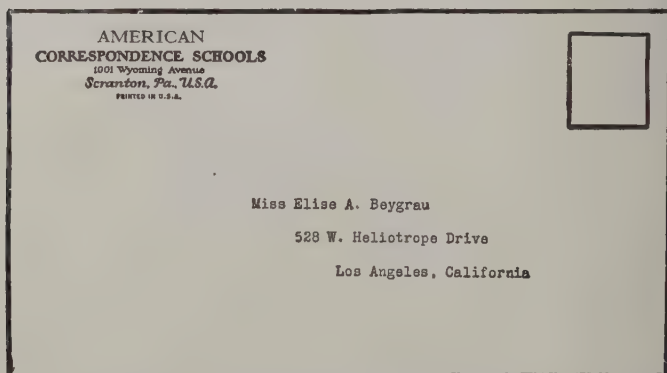 AMERICAN
CORRESPONDENCE SCHOOLS
1001 Wyoming Avenue
Scranton, Pa., U.S.A.
PRINTED IN U.S.A.
Miss Elise A. Beygrau
528 W. Heliotrope Drive
Los Angeles, California